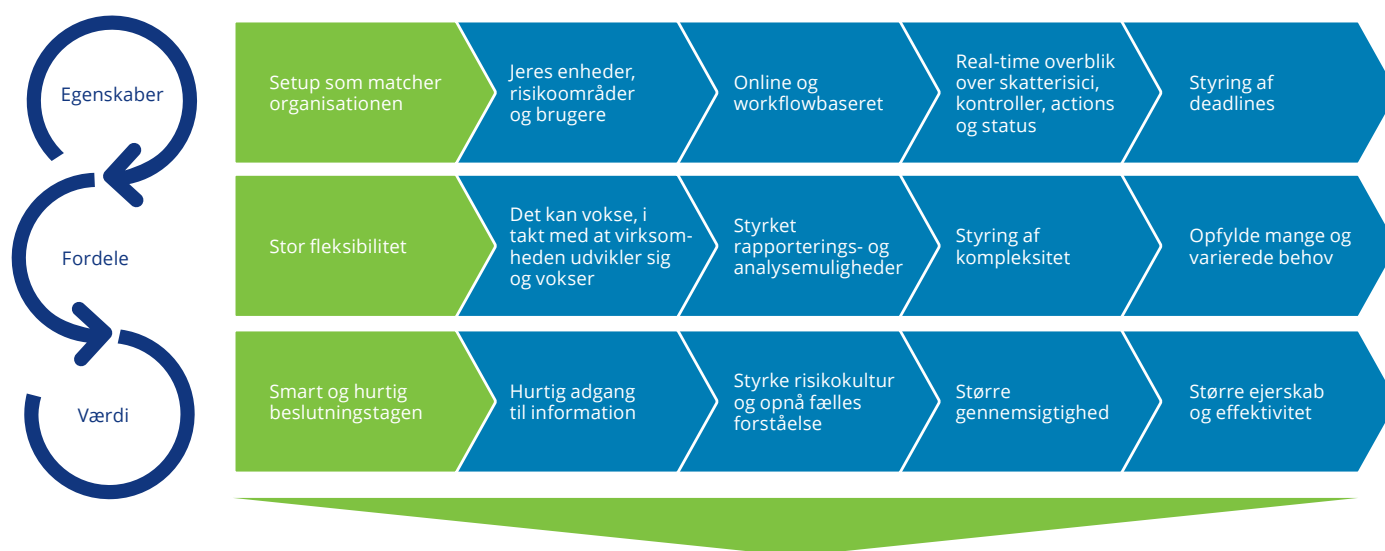 Egenskaber
Setup som matcher
organisationen
Jeres enheder,
risikoområder
og brugere
Online og
workflowbaseret
Real-time overblik
over skatterisici,
kontroller, actions
og status
Styring af
deadlines
Fordele
Stor fleksibilitet
Det kan vokse, i
takt med at virksom-
heden udvikler sig
og vokser
Styrket
rapporterings- og
analysemuligheder
Styring af
kompleksitet
Opfylde mange og
varierede behov
Værdi
Smart og hurtig
beslutningstagen
Hurtig adgang
til information
Styrke risikokultur
og opnå fælles
forståelse
Større
gennemsigtighed
Større ejerskab
og effektivitet